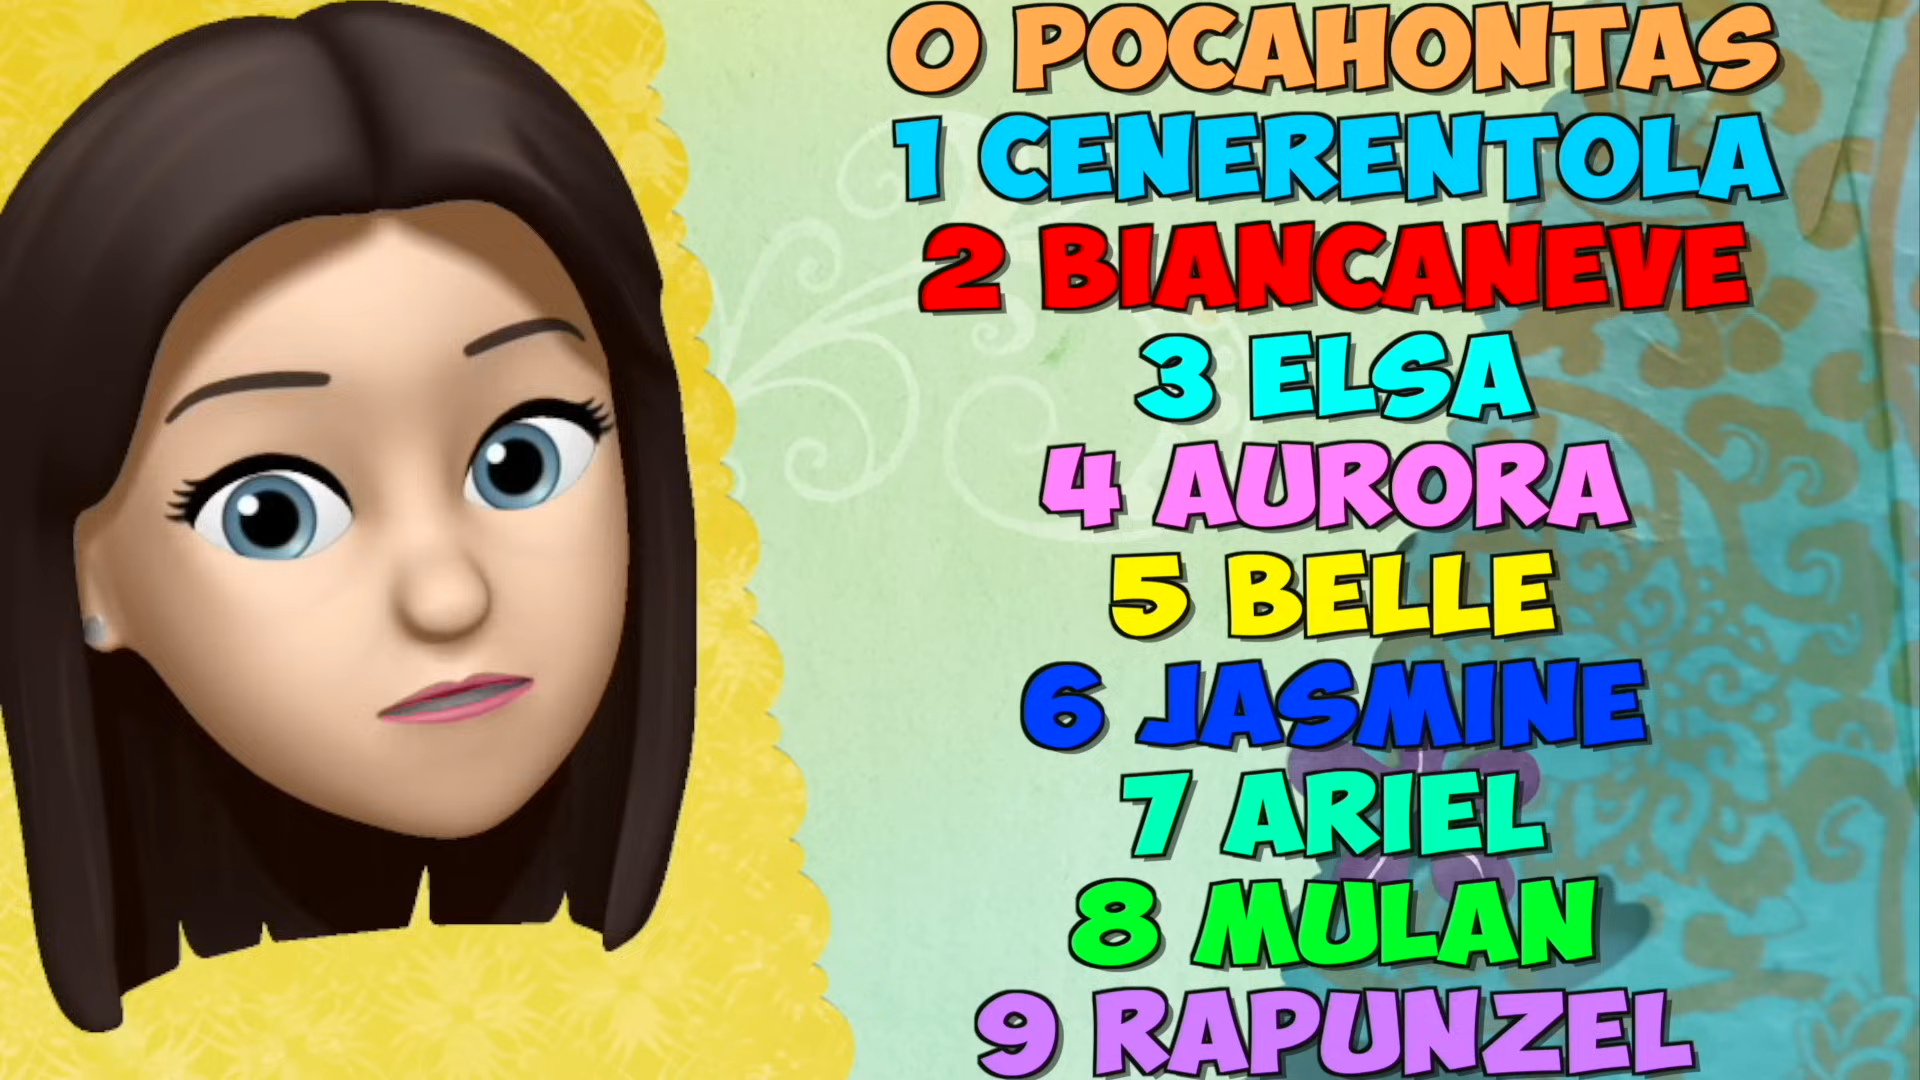 0 POCAHONTAS
1 CENERENTOLA
2 BIANCANEVE
3 ELSA
4 AURORA
5 BELLE
6 JASMINE
7 ARIEL
8 MULAN
9 RAPUNZEL